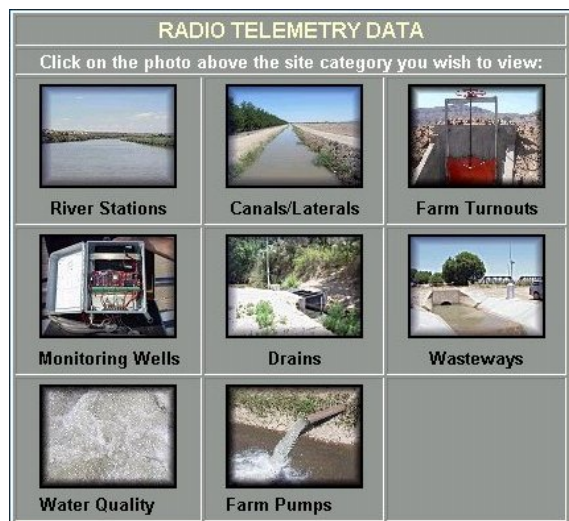 RADIO TELEMETRY DATA
Click on the photo above the site category you wish to view:
River Stations
Canals/Laterals
Farm Turnouts
Monitoring Wells
Drains
Wasteways
Water Quality
Farm Pumps